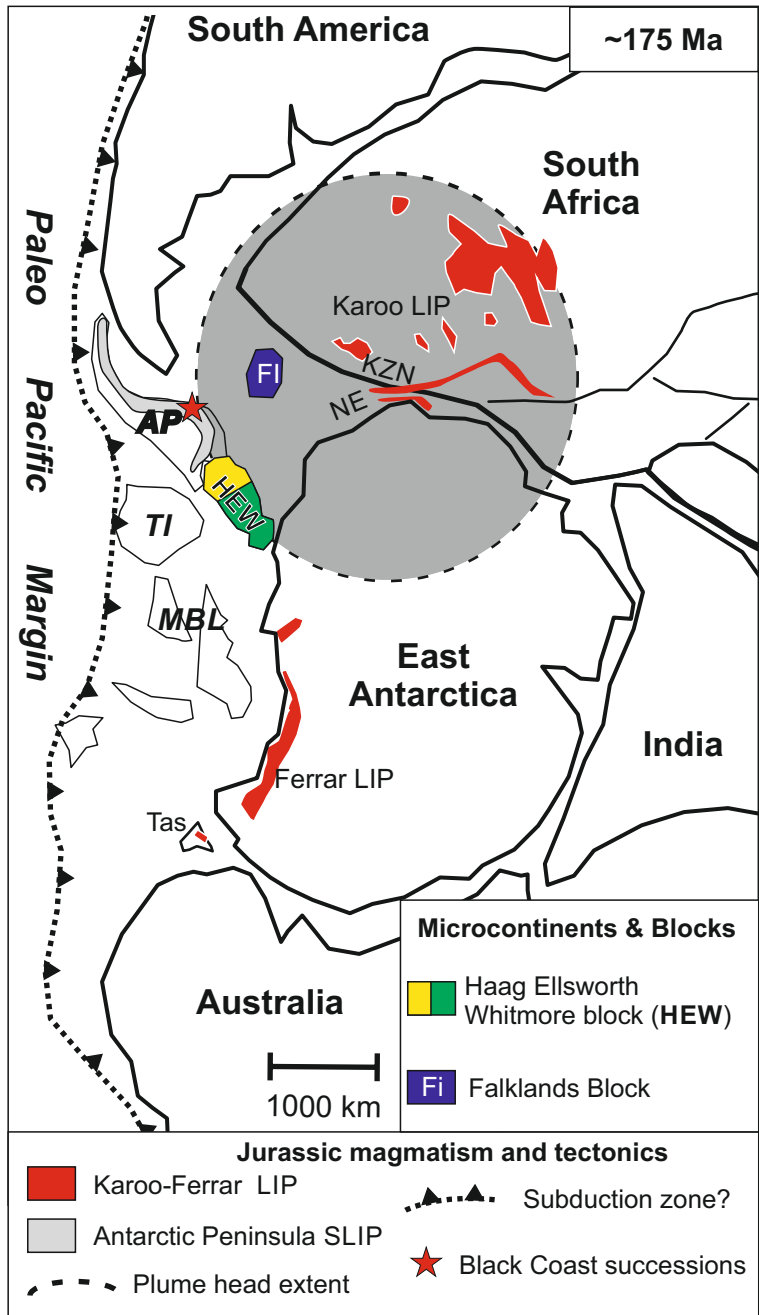 South America
~175 Ma
South
Africa
Paleo Pacific Margin
Karoo LIP
KZN
FI
NE
AP
HEW
TI
MBL
East
Antarctica
India
Ferrar LIP
Tas
Australia
1000 km
Microcontinents & Blocks
Haag Ellsworth
Whitmore block (HEW)
Fi Falklands Block
Jurassic magmatism and tectonics
Karoo-Ferrar LIP
Subduction zone?
Antarctic Peninsula SLIP
Black Coast successions
Plume head extent